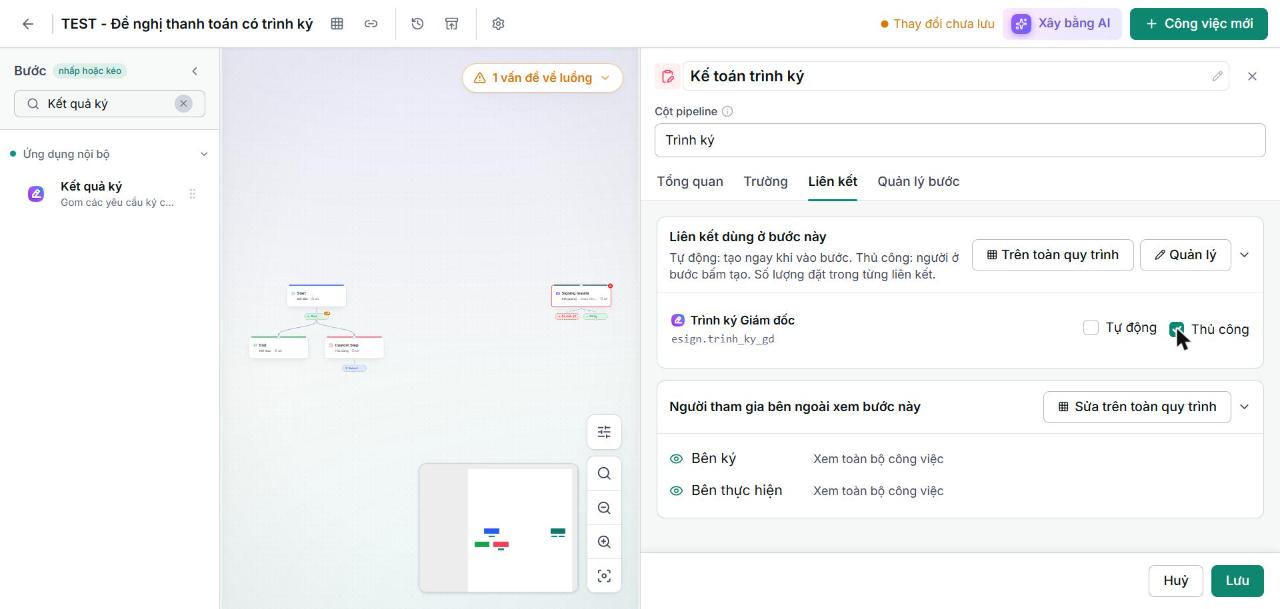 TEST - Đề nghị thanh toán có trình ký
Thay đổi chưa lưu
Xây bằng AI
Công việc mới
Bước
nhấp hoặc kéo
Kết quả ký
Ứng dụng nội bộ
Kết quả ký
Gom các yêu cầu ký c...
1 vấn đề về luồng
Kế toán trình ký
Cột pipeline
Trình ký
Tổng quan
Trường
Liên kết
Quản lý bước
Liên kết dùng ở bước này
Tự động: tạo ngay khi vào bước. Thủ công: người ở
bước bấm tạo. Số lượng đặt trong từng liên kết.
Trên toàn quy trình
Quản lý
Trình ký Giám đốc
esign.trinh_ky_gd
Tự động
Thủ công
Người tham gia bên ngoài xem bước này
Sửa trên toàn quy trình
Bên ký
Xem toàn bộ công việc
Bên thực hiện
Xem toàn bộ công việc
Huỷ
Lưu